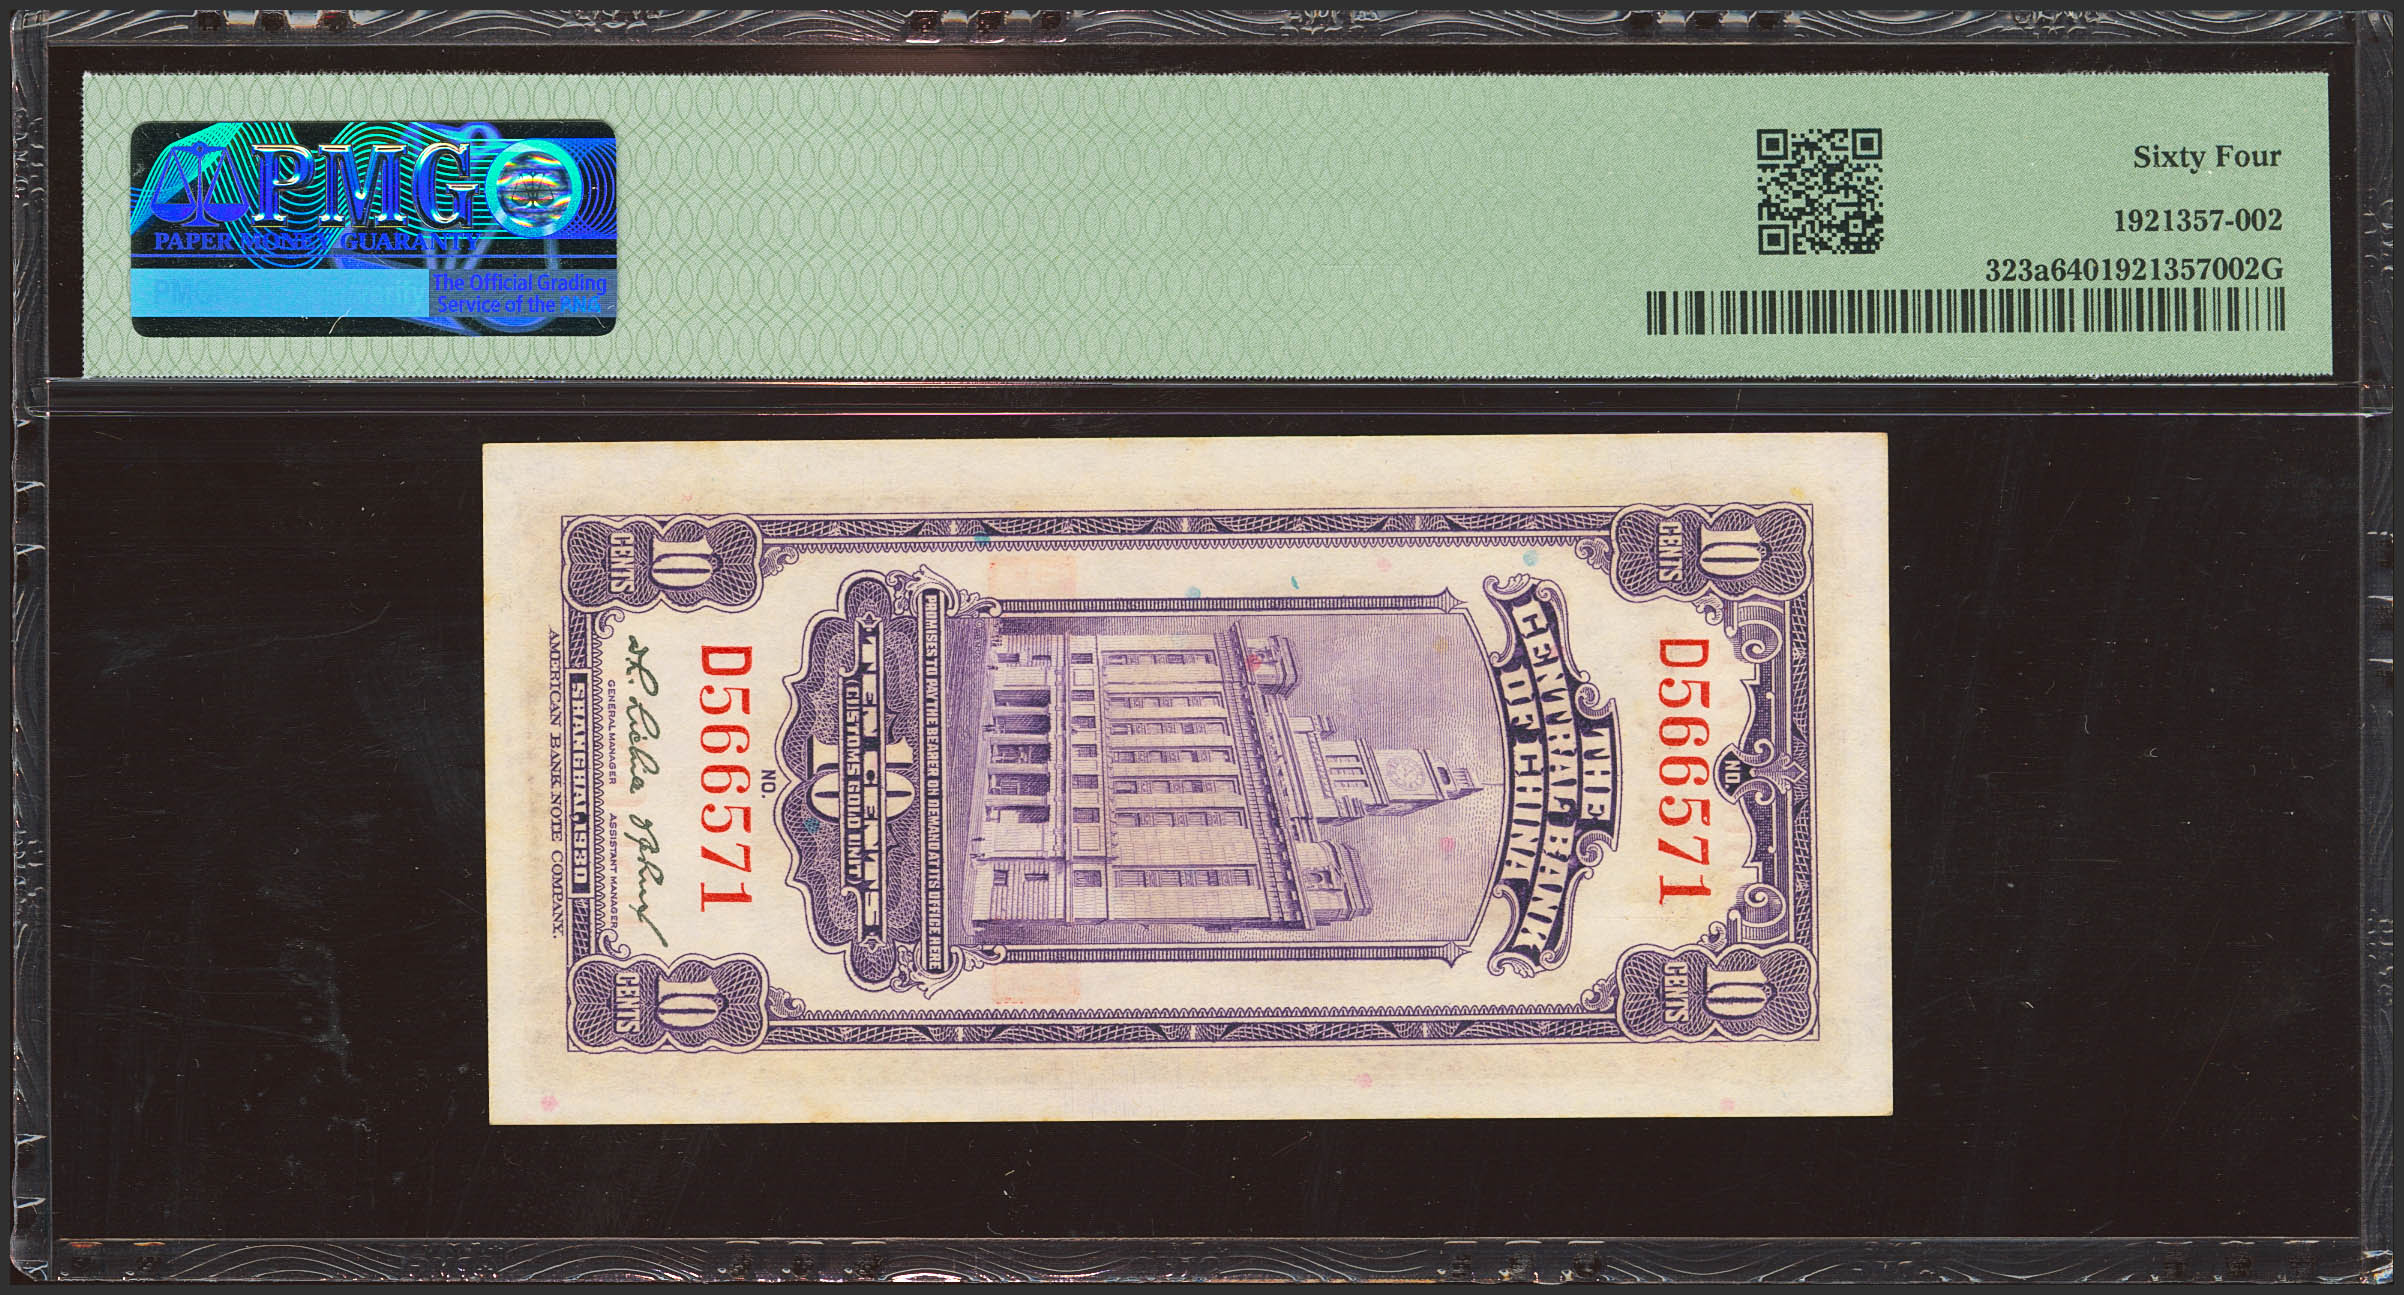 PMG
PAPER MONEY GUARANTY
The Official Grading
Service of the PNG
Sixty Four
1921357-002
323a6401921357002G
10
CENTS
10
CENTS
NO.
D566571
THE
CENTRAL BANK
OF CHINA
PROMISES TO PAY THE BEARER ON DEMAND AT ITS OFFICE HERE
TEN CENTS
CUSTOMS GOLD UNIT
10
NO.
D566571
GENERAL MANAGER
ASSISTANT MANAGER
10
CENTS
SHANGHAI, 1930
10
CENTS
AMERICAN BANK NOTE COMPANY.